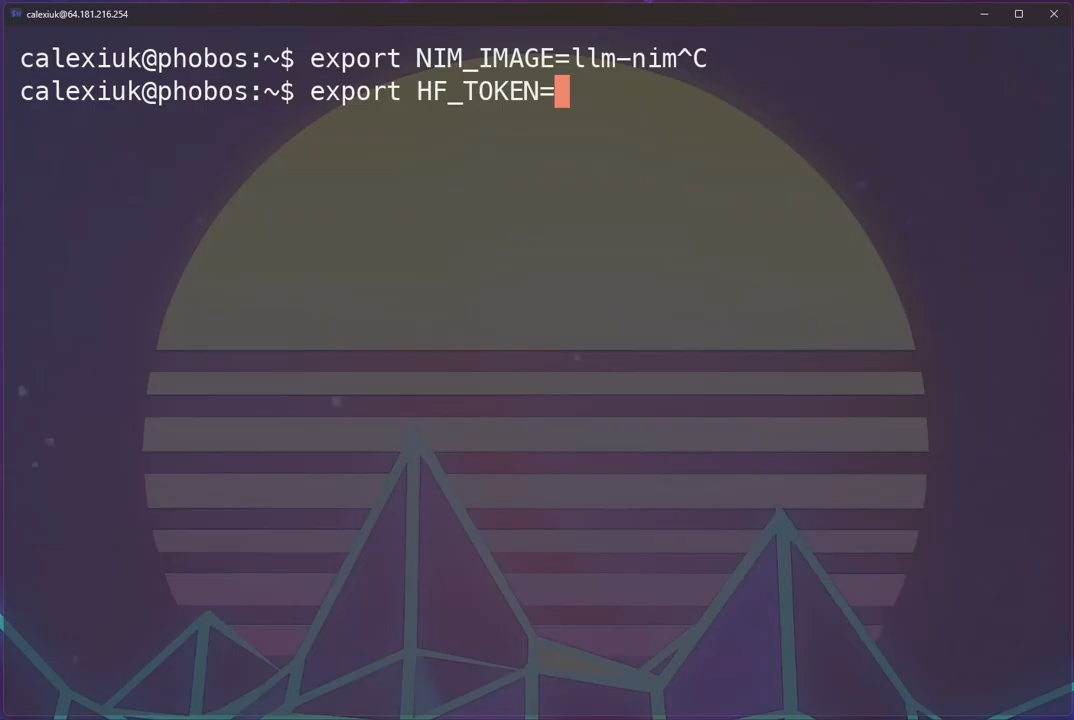 calexiuk@64.181.216.254
calexiuk@phobos:~$ export NIM_IMAGE=llm-nim^C
calexiuk@phobos:~$ export HF_TOKEN=